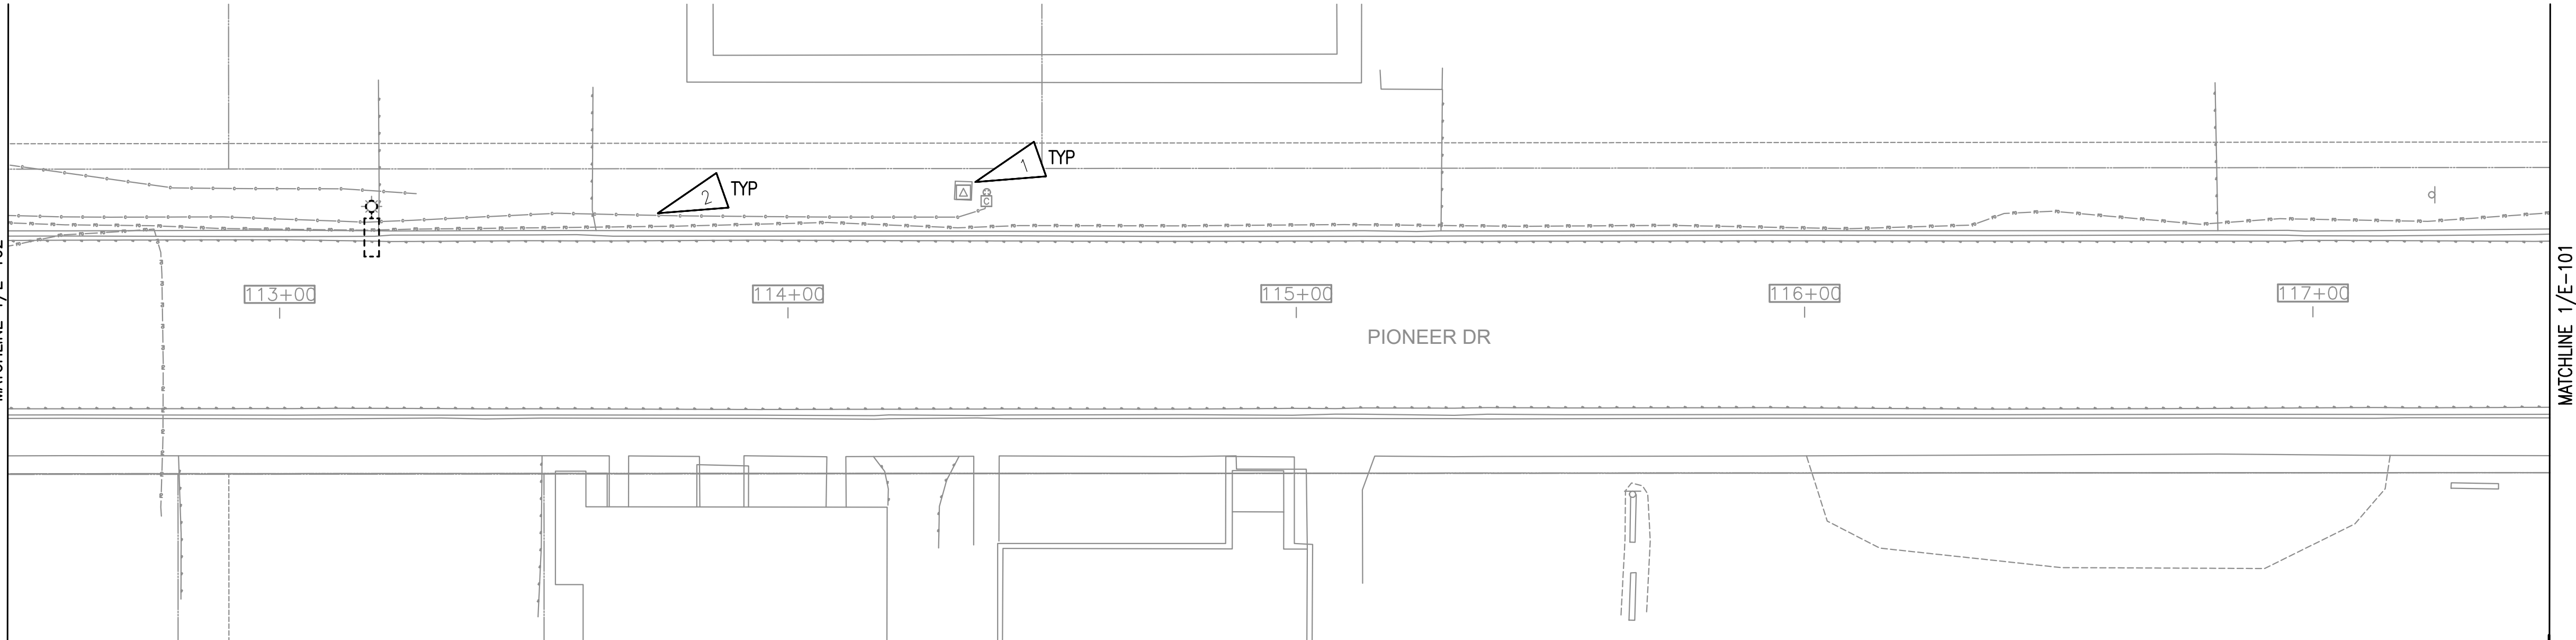 1 TYP
2 TYP
C
113+00
114+00
115+00
116+00
117+00
PIONEER DR
MATCHLINE 1/E-101